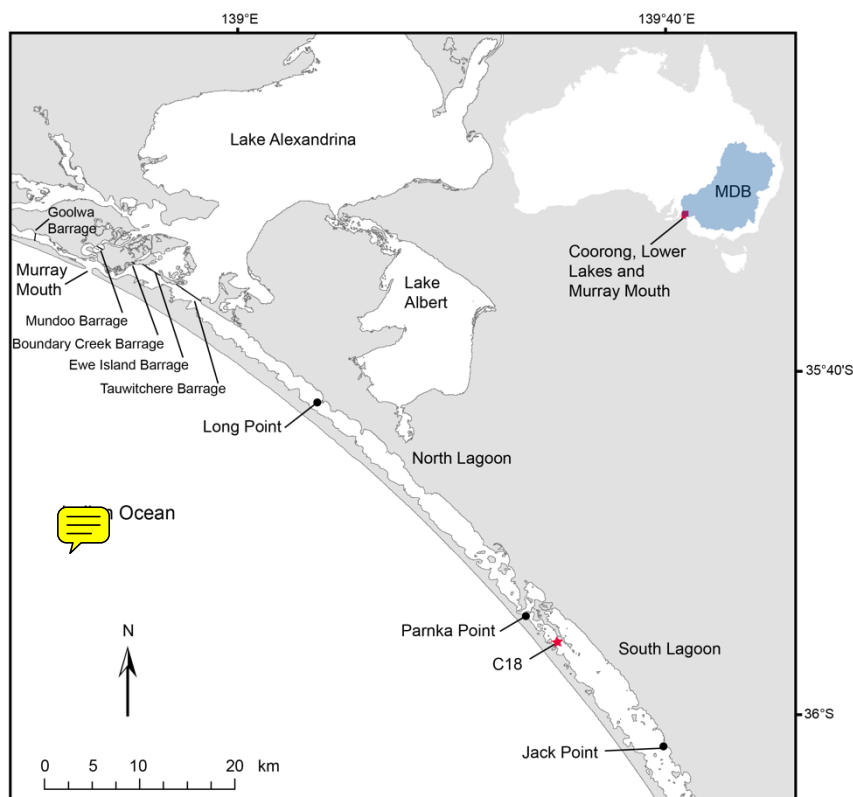 139°E
139°40´E
Lake Alexandrina
MDB
Goolwa
Barrage
Coorong, Lower
Lakes and
Murray Mouth
Murray
Mouth
Lake
Albert
Mundoo Barrage
Boundary Creek Barrage
Ewe Island Barrage
Tauwitchere Barrage
35°40'S
Long Point
North Lagoon
Ocean
Parnka Point
N
South Lagoon
C18
36°S
Jack Point
0 5 10 20 km